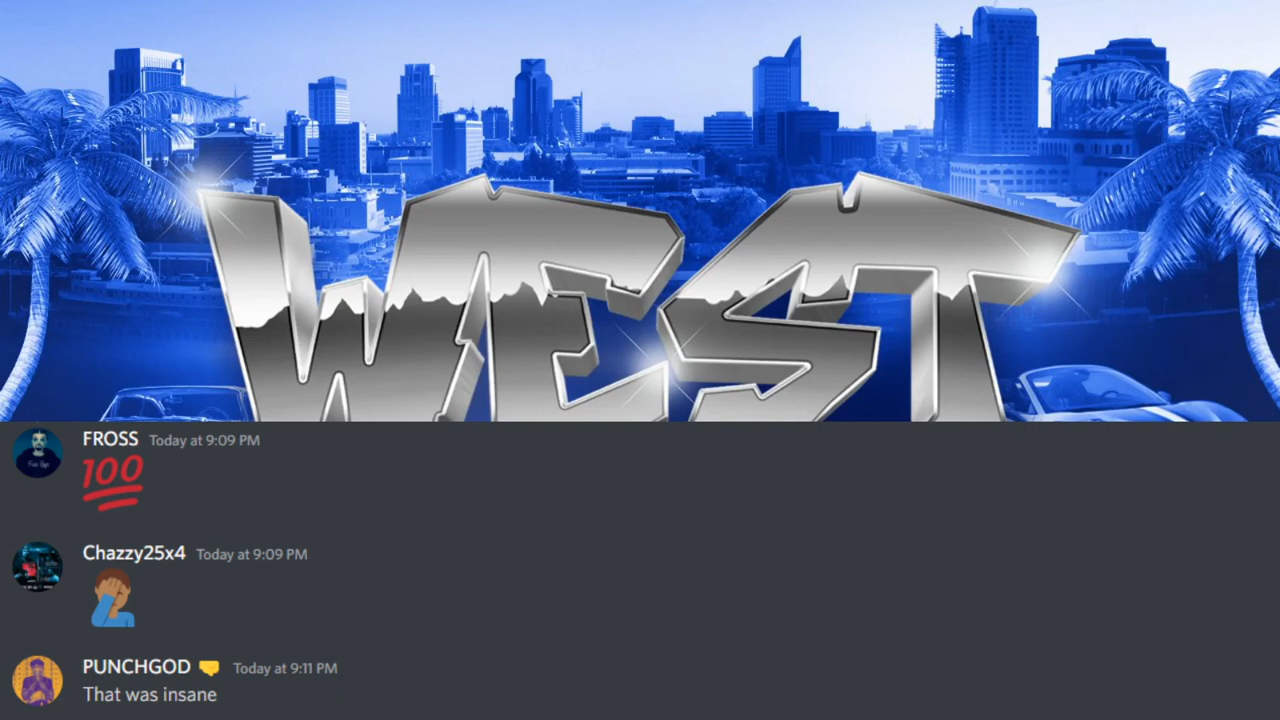 WEST
FROSS Today at 9:09 PM
💯
Chazzy25x4 Today at 9:09 PM
🤦🏾
PUNCHGOD 🤜 Today at 9:11 PM
That was insane